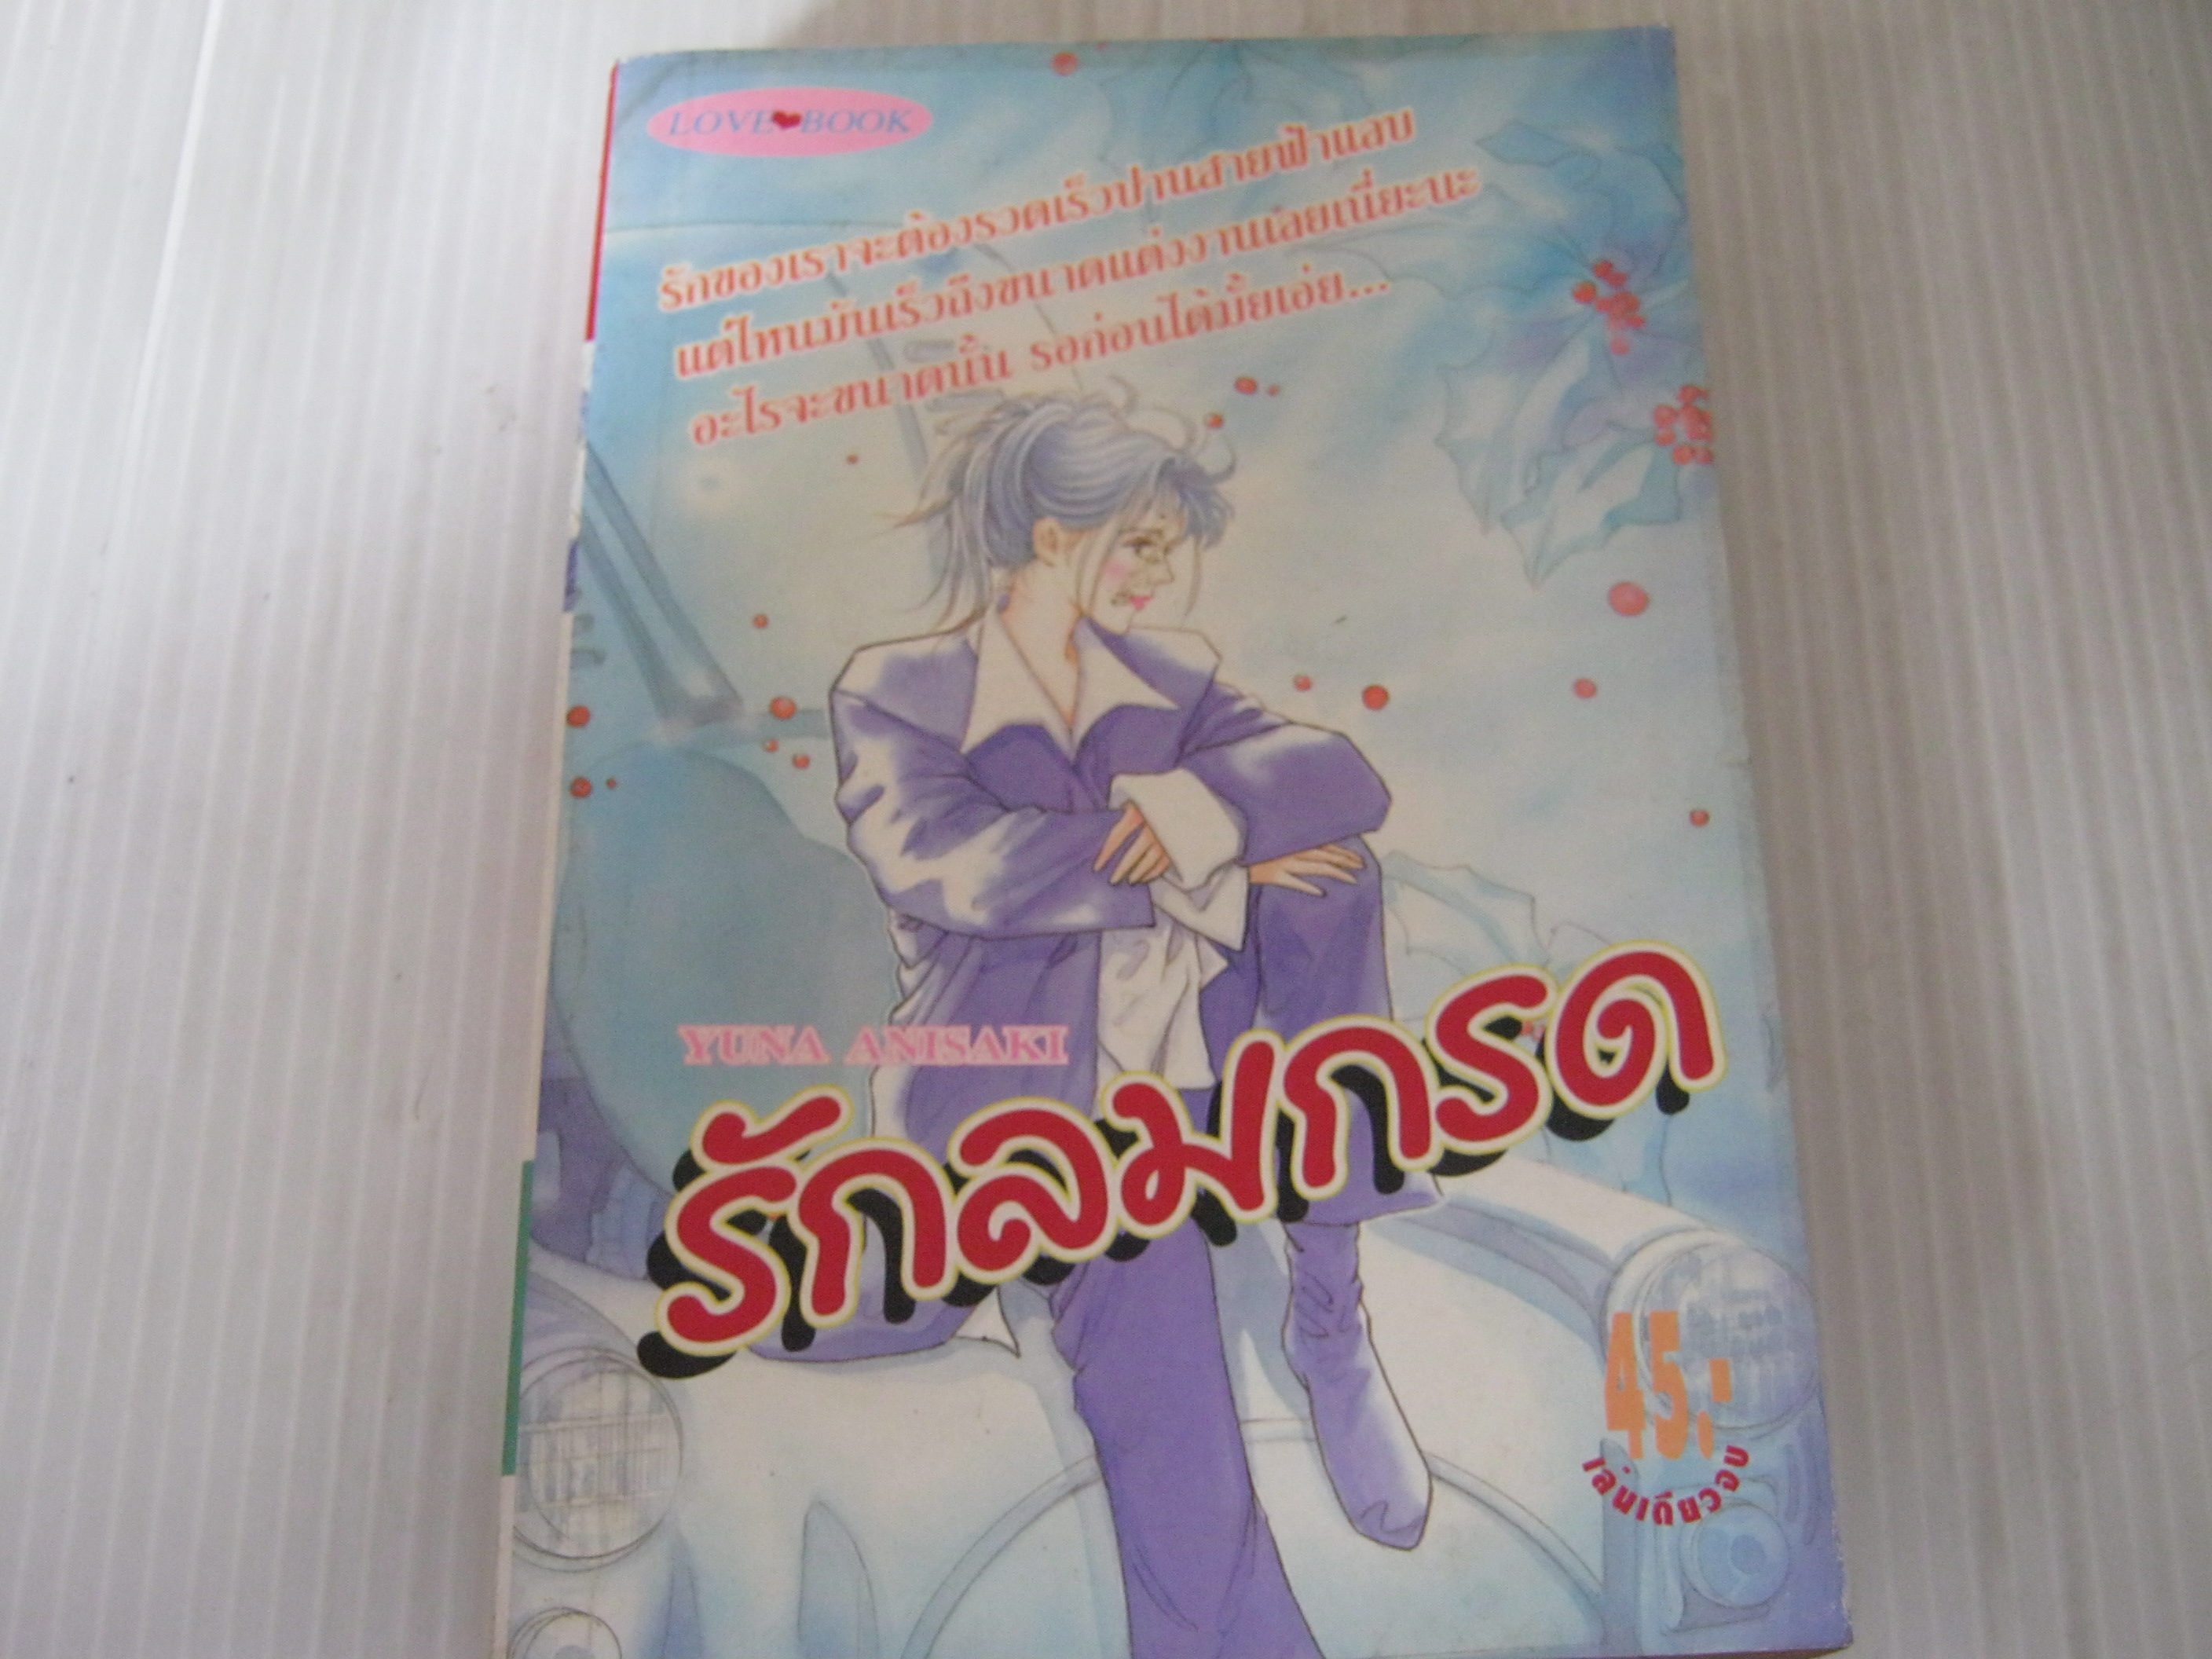 LOVE❤BOOK
รักของเราจะต้องรวดเร็วปานสายฟ้าแลบ
แต่ไหนมันเร็วถึงขนาดแต่งงานเลยเนี่ยะนะ
อะไรจะขนาดนั้น รอก่อนได้มั้ยเอ่ย...
YUNA ANISAKI
รักลมกรด
45.-
เล่มเดียวจบ